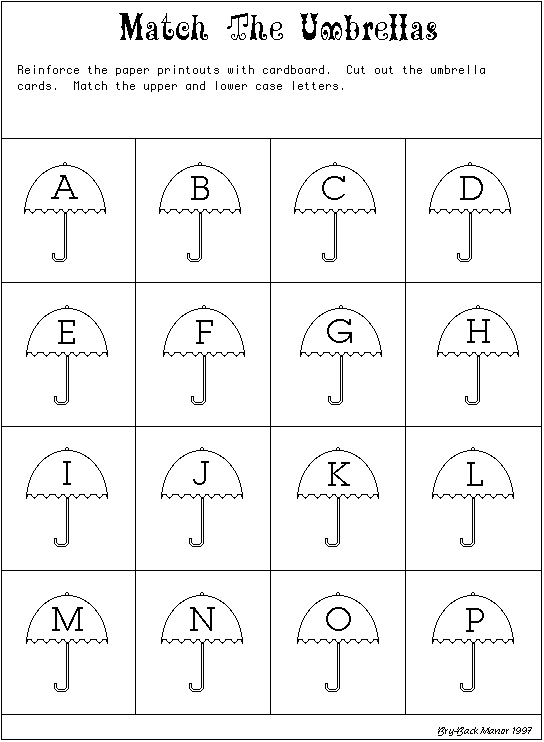 Match The Umbrellas
Reinforce the paper printouts with cardboard.  Cut out the umbrella
cards.  Match the upper and lower case letters.
A B C D
E F G H
I J K L
M N O P
Bry-Back Manor 1997